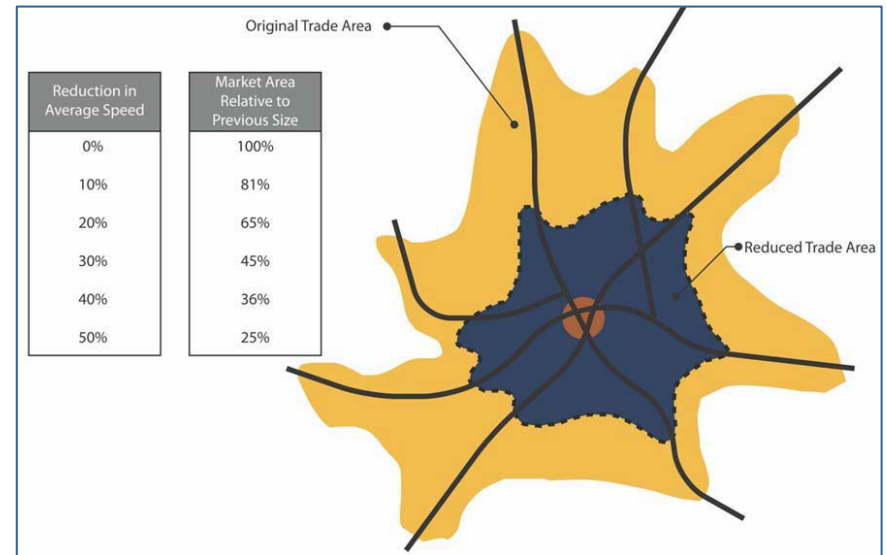 Original Trade Area
Reduction in
Average Speed
0%
10%
20%
30%
40%
50%
Market Area
Relative to
Previous Size
100%
81%
65%
45%
36%
25%
Reduced Trade Area